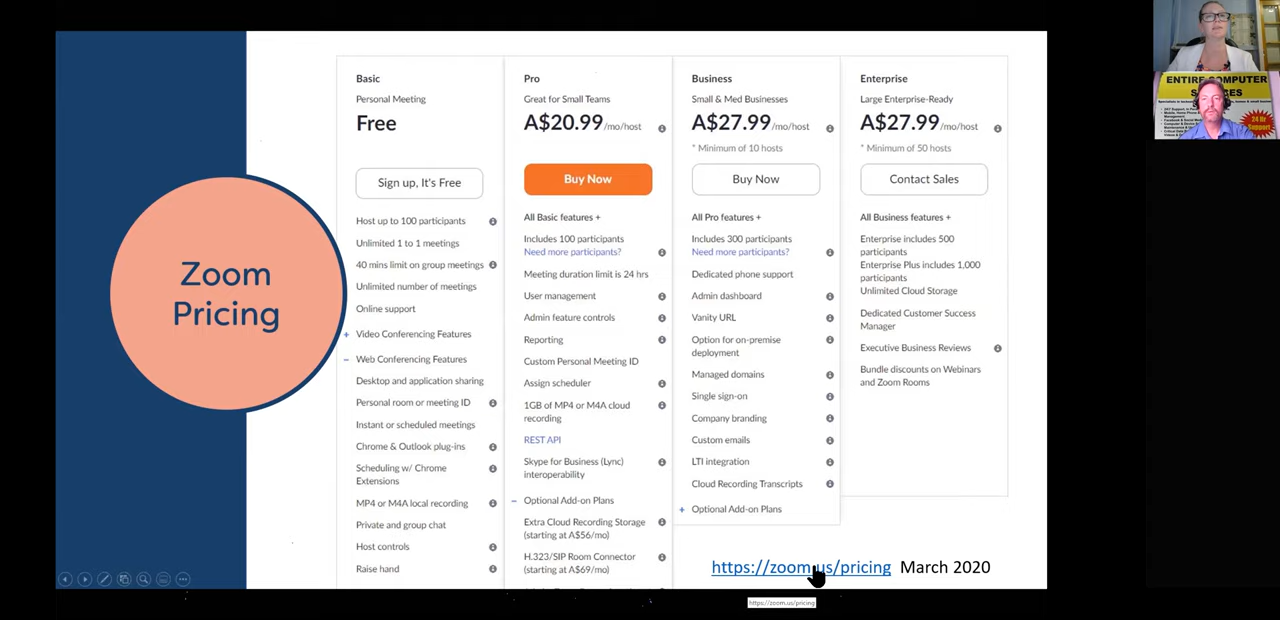 Zoom
Pricing
Basic
Personal Meeting
Free
Sign up, It's Free
Host up to 100 participants
Unlimited 1 to 1 meetings
40 mins limit on group meetings
Unlimited number of meetings
Online support
+ Video Conferencing Features
− Web Conferencing Features
Desktop and application sharing
Personal room or meeting ID
Instant or scheduled meetings
Chrome & Outlook plug-ins
Scheduling w/ Chrome
Extensions
MP4 or M4A local recording
Private and group chat
Host controls
Raise hand
Pro
Great for Small Teams
A$20.99/mo/host
Buy Now
All Basic features +
Includes 100 participants
Need more participants?
Meeting duration limit is 24 hrs
User management
Admin feature controls
Reporting
Custom Personal Meeting ID
Assign scheduler
1GB of MP4 or M4A cloud
recording
REST API
Skype for Business (Lync)
interoperability
− Optional Add-on Plans
Extra Cloud Recording Storage
(starting at A$56/mo)
H.323/SIP Room Connector
(starting at A$69/mo)
Business
Small & Med Businesses
A$27.99/mo/host
* Minimum of 10 hosts
Buy Now
All Pro features +
Includes 300 participants
Need more participants?
Dedicated phone support
Admin dashboard
Vanity URL
Option for on-premise
deployment
Managed domains
Single sign-on
Company branding
Custom emails
LTI integration
Cloud Recording Transcripts
+ Optional Add-on Plans
Enterprise
Large Enterprise-Ready
A$27.99/mo/host
* Minimum of 50 hosts
Contact Sales
All Business features +
Enterprise includes 500
participants
Enterprise Plus includes 1,000
participants
Unlimited Cloud Storage
Dedicated Customer Success
Manager
Executive Business Reviews
Bundle discounts on Webinars
and Zoom Rooms
https://zoom.us/pricing March 2020
https://zoom.us/pricing
ENTIRE COMPUTER
24 Hr
Support